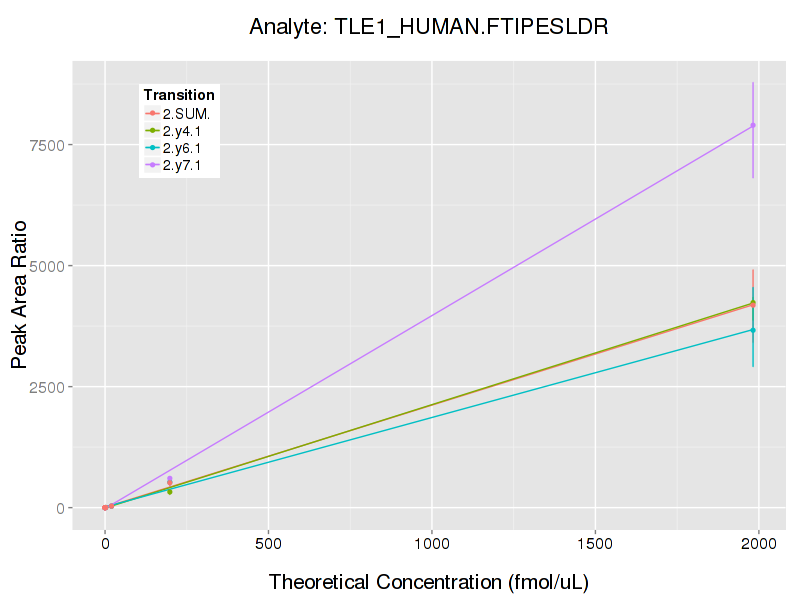 Analyte: TLE1_HUMAN.FTIPESLDR
Transition
2.SUM.
2.y4.1
2.y6.1
2.y7.1
Peak Area Ratio
7500
5000
2500
0
0 500 1000 1500 2000
Theoretical Concentration (fmol/uL)